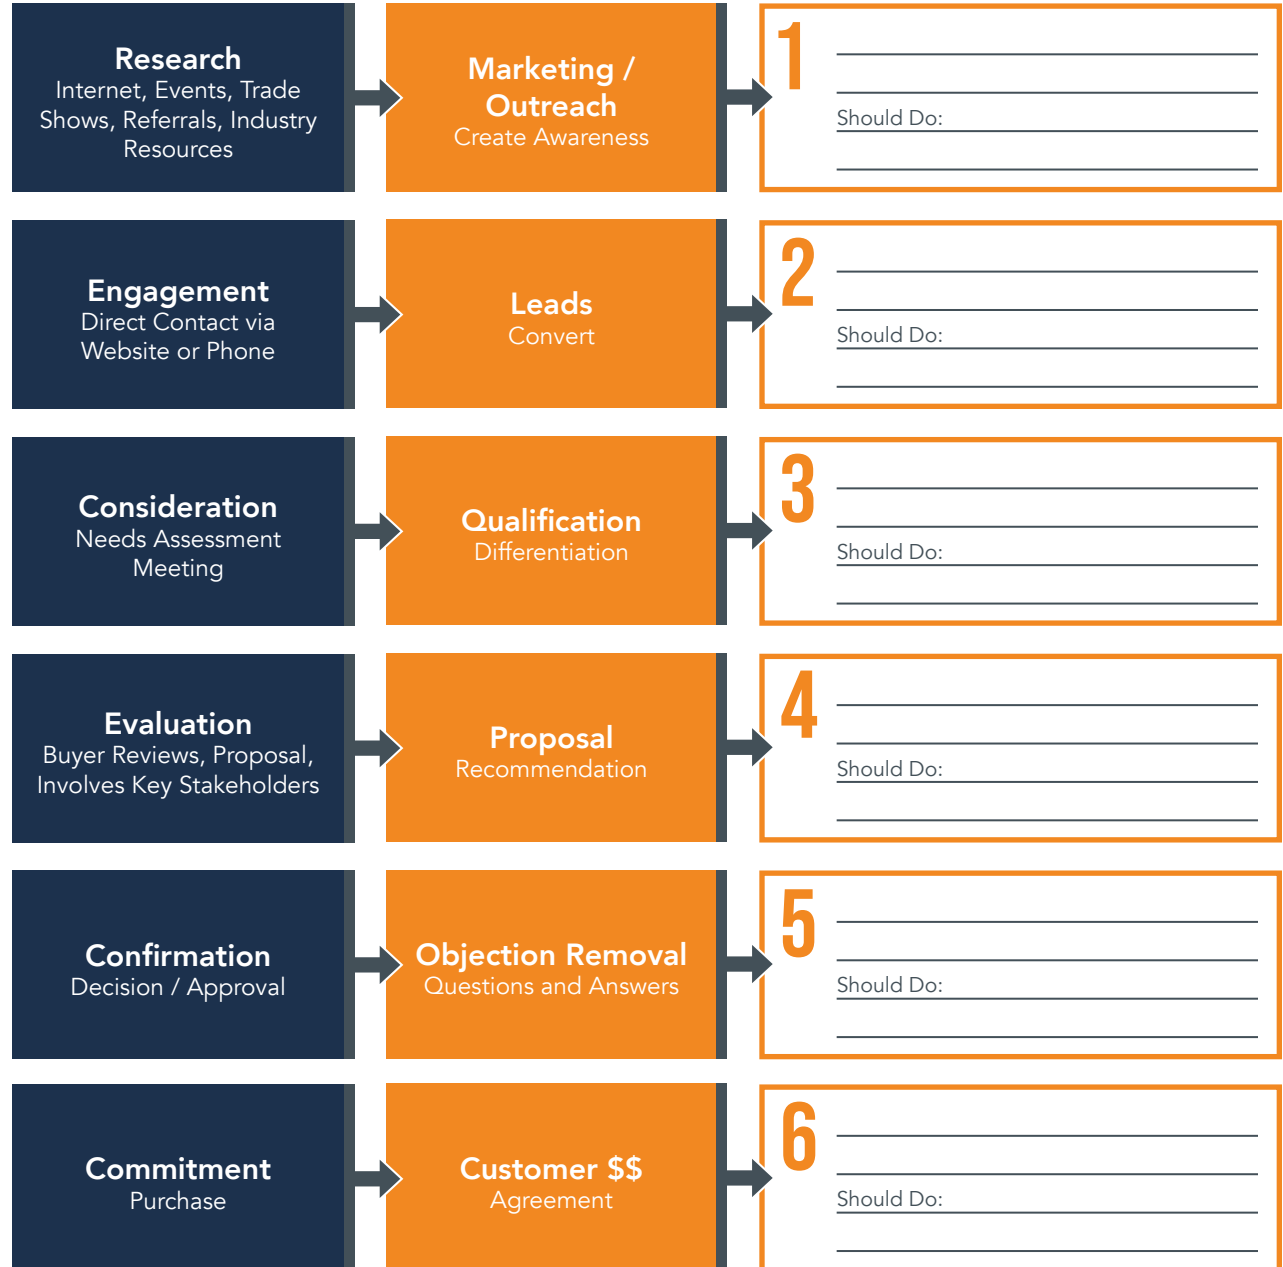 Research
Internet, Events, Trade
Shows, Referrals, Industry
Resources
Marketing /
Outreach
Create Awareness
1
Should Do:
Engagement
Direct Contact via
Website or Phone
Leads
Convert
2
Should Do:
Consideration
Needs Assessment
Meeting
Qualification
Differentiation
3
Should Do:
Evaluation
Buyer Reviews, Proposal,
Involves Key Stakeholders
Proposal
Recommendation
4
Should Do:
Confirmation
Decision / Approval
Objection Removal
Questions and Answers
5
Should Do:
Commitment
Purchase
Customer $$
Agreement
6
Should Do: